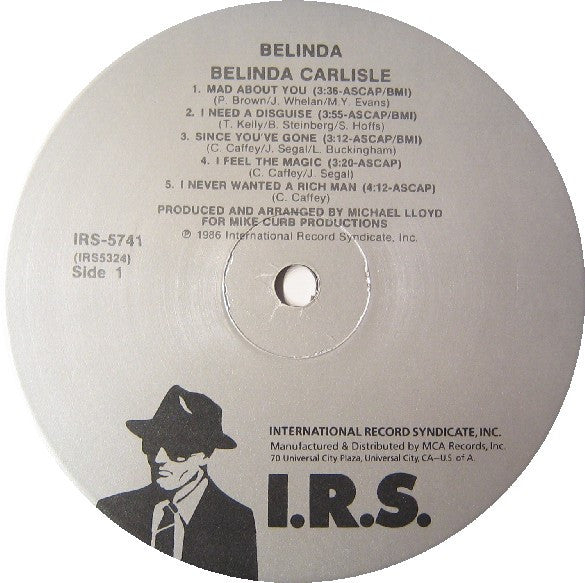 BELINDA
BELINDA CARLISLE
1. MAD ABOUT YOU (3:36-ASCAP/BMI)
(P. Brown/J. Whelan/M.Y. Evans)
2. I NEED A DISGUISE (3:55-ASCAP/BMI)
(T. Kelly/B. Steinberg/S. Hoffs)
3. SINCE YOU'VE GONE (3:12-ASCAP/BMI)
(C. Caffey/J. Segal/L. Buckingham)
4. I FEEL THE MAGIC (3:20-ASCAP)
(C. Caffey/J. Segal)
5. I NEVER WANTED A RICH MAN (4:12-ASCAP)
(C. Caffey)
PRODUCED AND ARRANGED BY MICHAEL LLOYD
FOR MIKE CURB PRODUCTIONS
℗ 1986 International Record Syndicate, Inc.
IRS-5741
(IRS5324)
Side 1
INTERNATIONAL RECORD SYNDICATE, INC.
Manufactured & Distributed by MCA Records, Inc.
70 Universal City Plaza, Universal City, CA—U.S. of A.
I.R.S.